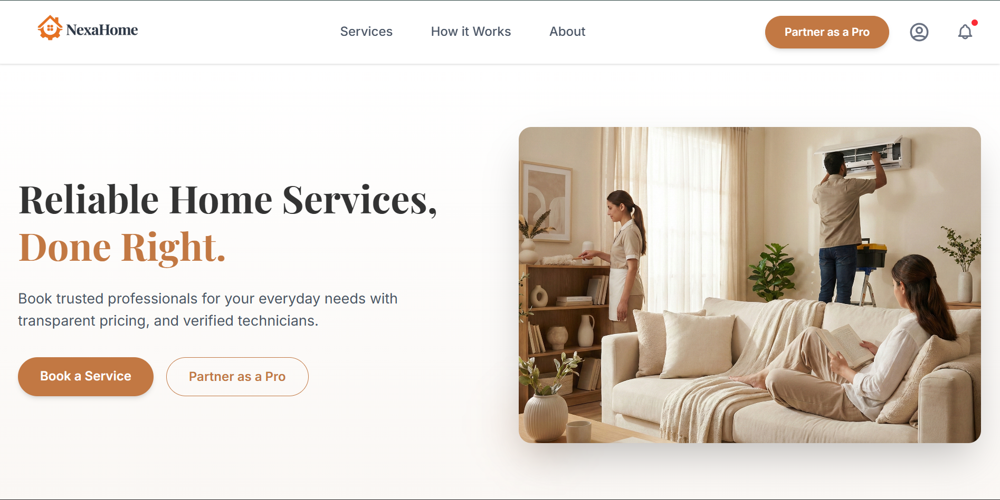 NexaHome
Services
How it Works
About
Partner as a Pro
Reliable Home Services,
Done Right.
Book trusted professionals for your everyday needs with
transparent pricing, and verified technicians.
Book a Service
Partner as a Pro